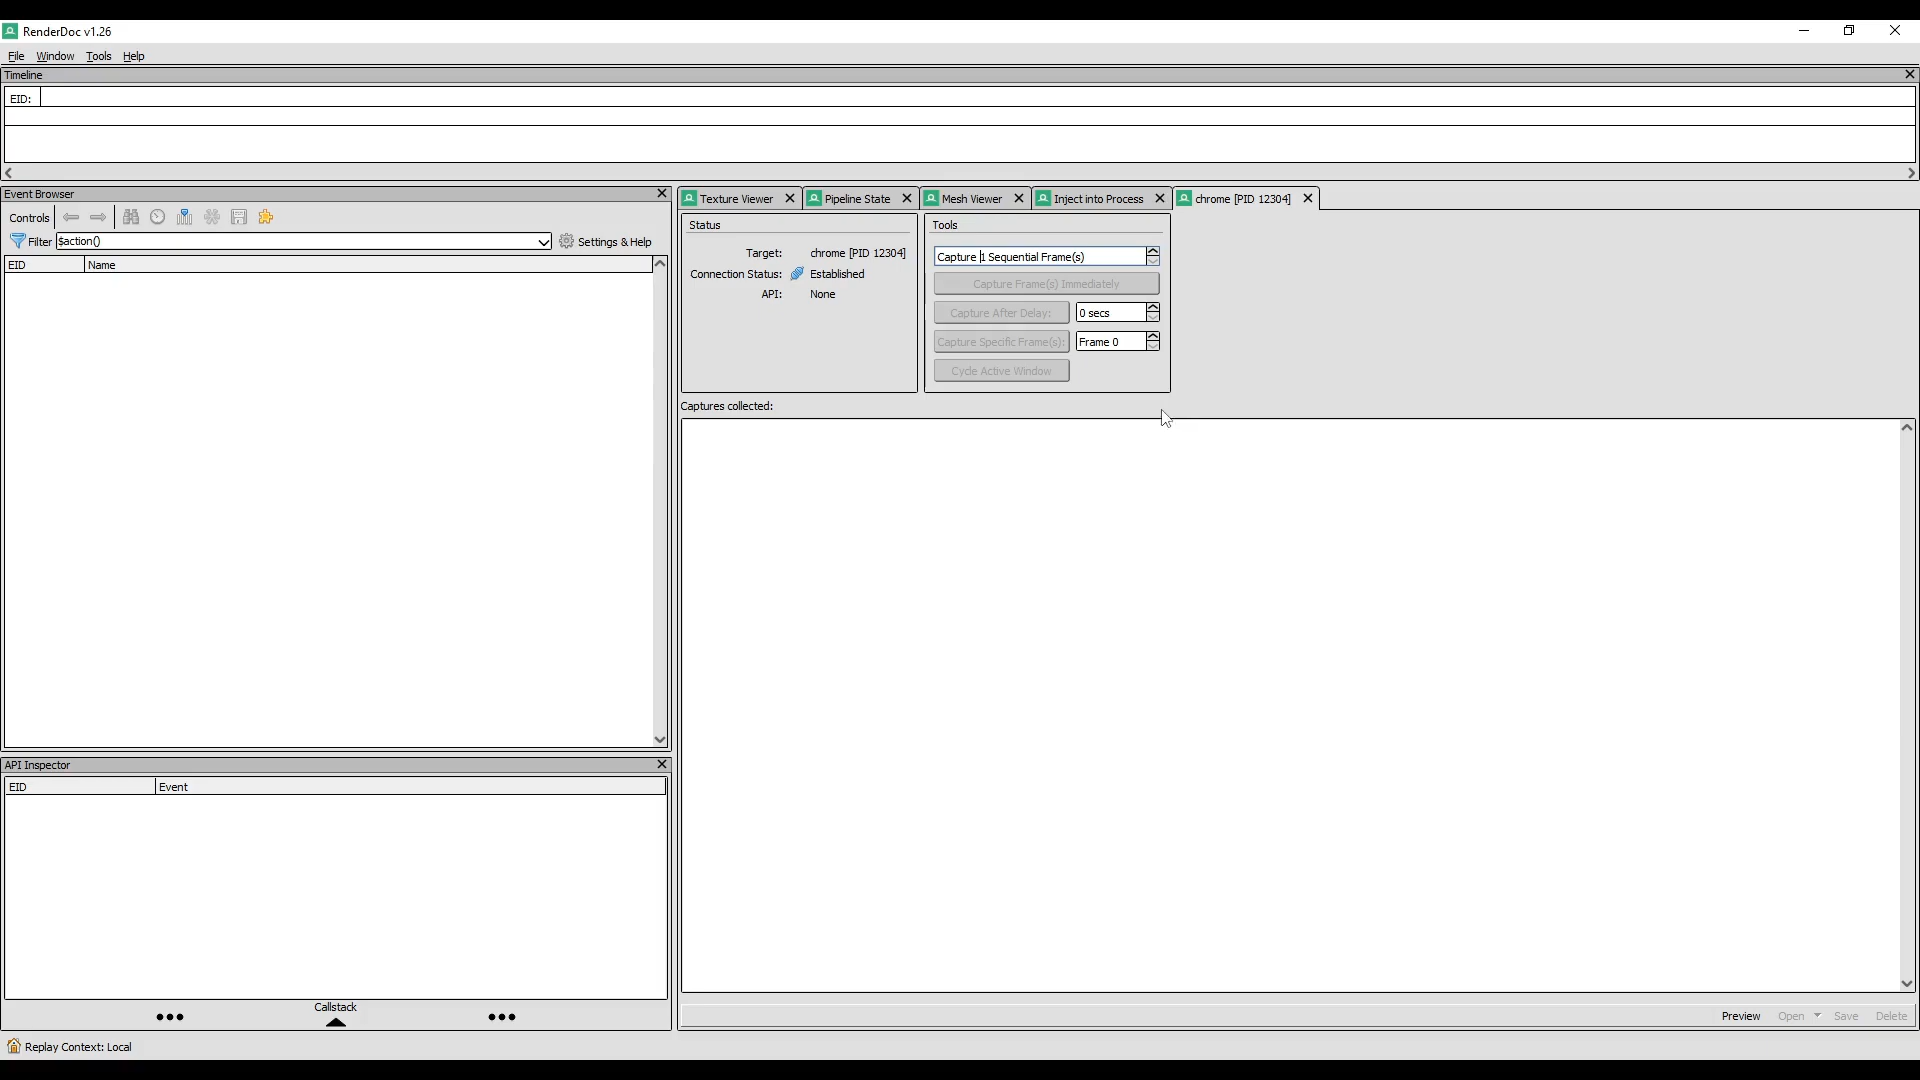 RenderDoc v1.26
File Window Tools Help
Timeline
EID:
Event Browser
Controls
Filter $action() Settings & Help
EID Name
API Inspector
EID Event
Callstack
Texture Viewer Pipeline State Mesh Viewer Inject into Process chrome [PID 12304]
Status
Target: chrome [PID 12304]
Connection Status: Established
API: None
Tools
Capture 1 Sequential Frame(s)
Capture Frame(s) Immediately
Capture After Delay: 0 secs
Capture Specific Frame(s): Frame 0
Cycle Active Window
Captures collected:
Preview Open Save Delete
Replay Context: Local